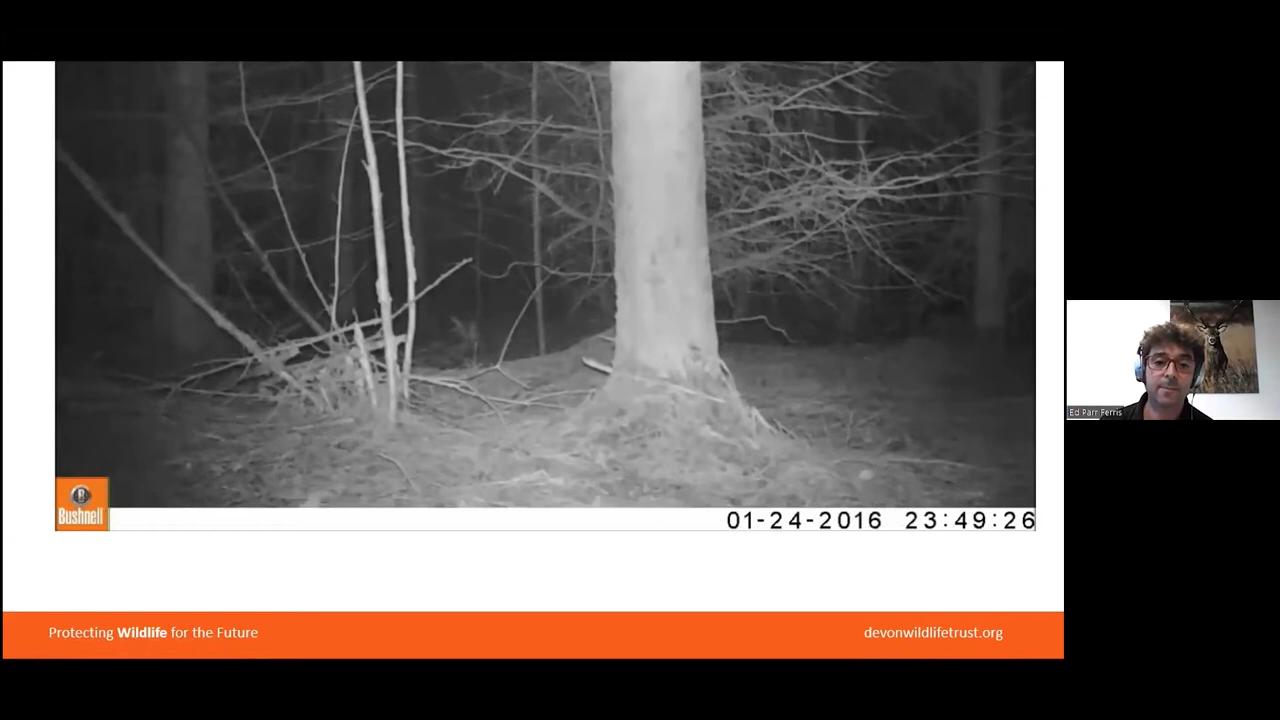 Bushnell
01-24-2016 23:49:26
Protecting Wildlife for the Future
devonwildlifetrust.org
Ed Parr Ferris